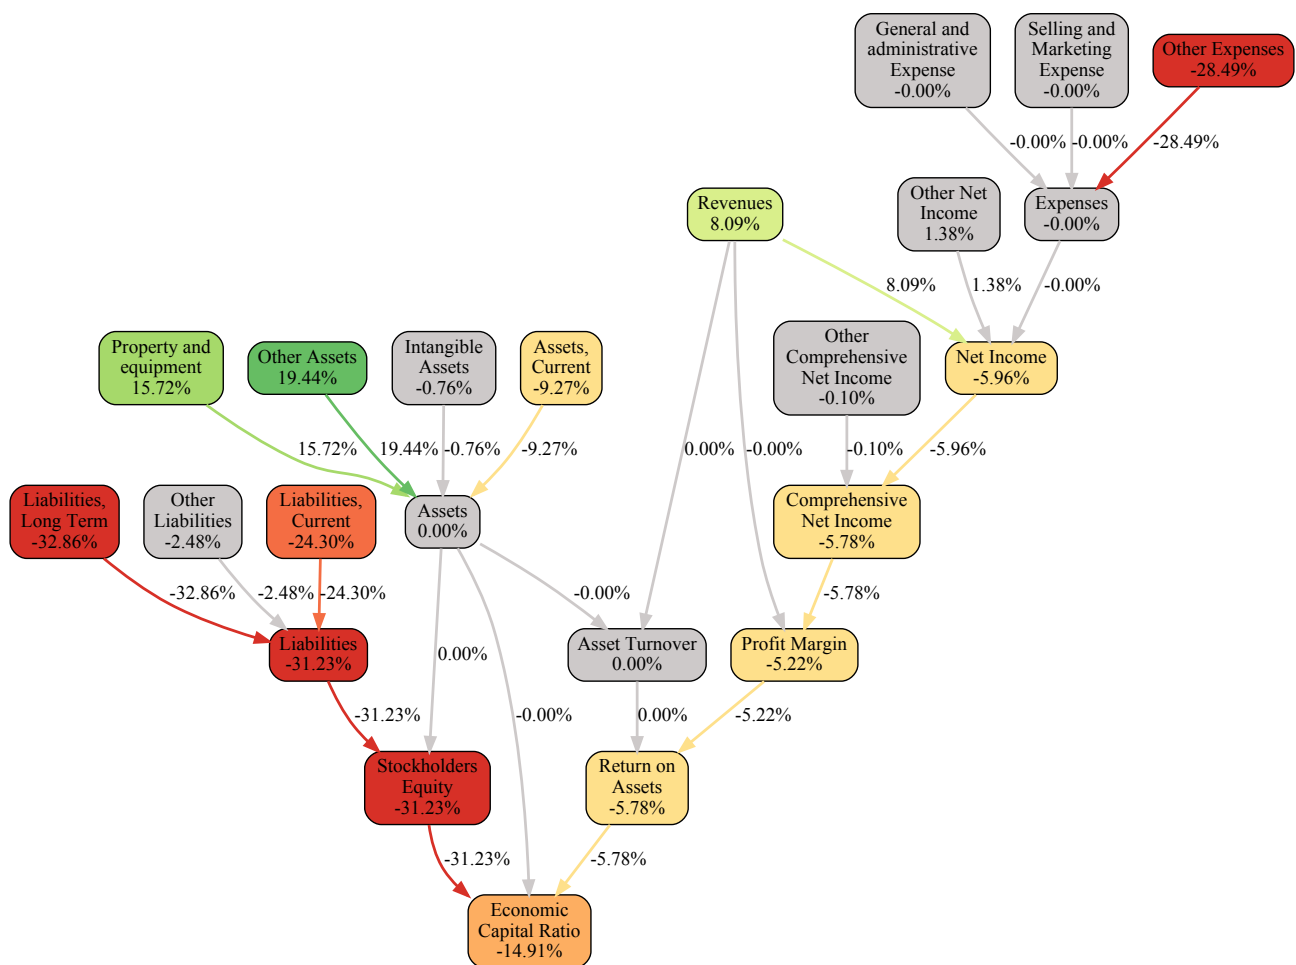 General and
administrative
Expense
-0.00%
Selling and
Marketing
Expense
-0.00%
Other Expenses
-28.49%
-0.00%
-0.00%
-28.49%
Revenues
8.09%
Other Net
Income
1.38%
Expenses
-0.00%
8.09%
1.38%
-0.00%
Property and
equipment
15.72%
Other Assets
19.44%
Intangible
Assets
-0.76%
Assets,
Current
-9.27%
Other
Comprehensive
Net Income
-0.10%
Net Income
-5.96%
15.72%
19.44%
-0.76%
-9.27%
0.00%
-0.00%
-0.10%
-5.96%
Liabilities,
Long Term
-32.86%
Other
Liabilities
-2.48%
Liabilities,
Current
-24.30%
Assets
0.00%
Comprehensive
Net Income
-5.78%
-32.86%
-2.48%
-24.30%
-0.00%
-5.78%
Liabilities
-31.23%
0.00%
Asset Turnover
0.00%
Profit Margin
-5.22%
-31.23%
-0.00%
0.00%
-5.22%
Stockholders
Equity
-31.23%
Return on
Assets
-5.78%
-31.23%
-5.78%
Economic
Capital Ratio
-14.91%